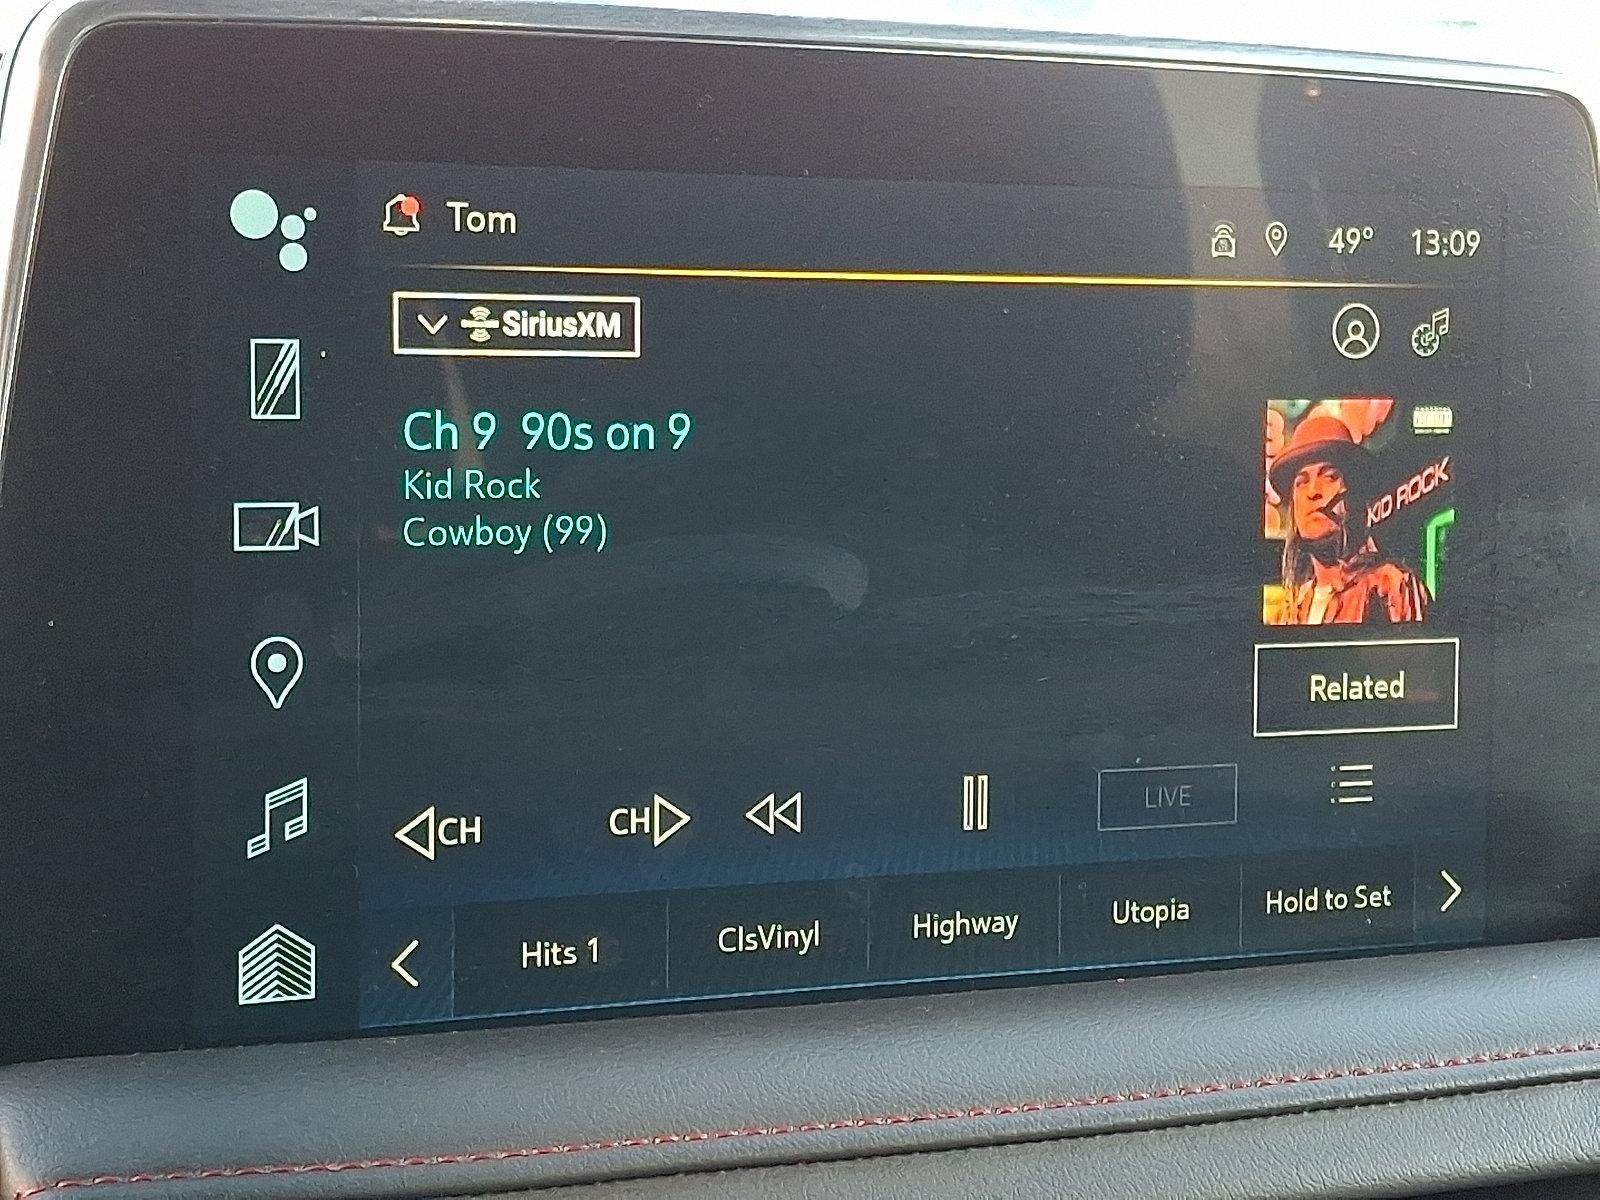 Tom
49° 13:09
SiriusXM
Ch 9 90s on 9
Kid Rock
Cowboy (99)
KID ROCK
Related
CH
CH
LIVE
Hits 1
ClsVinyl
Highway
Utopia
Hold to Set